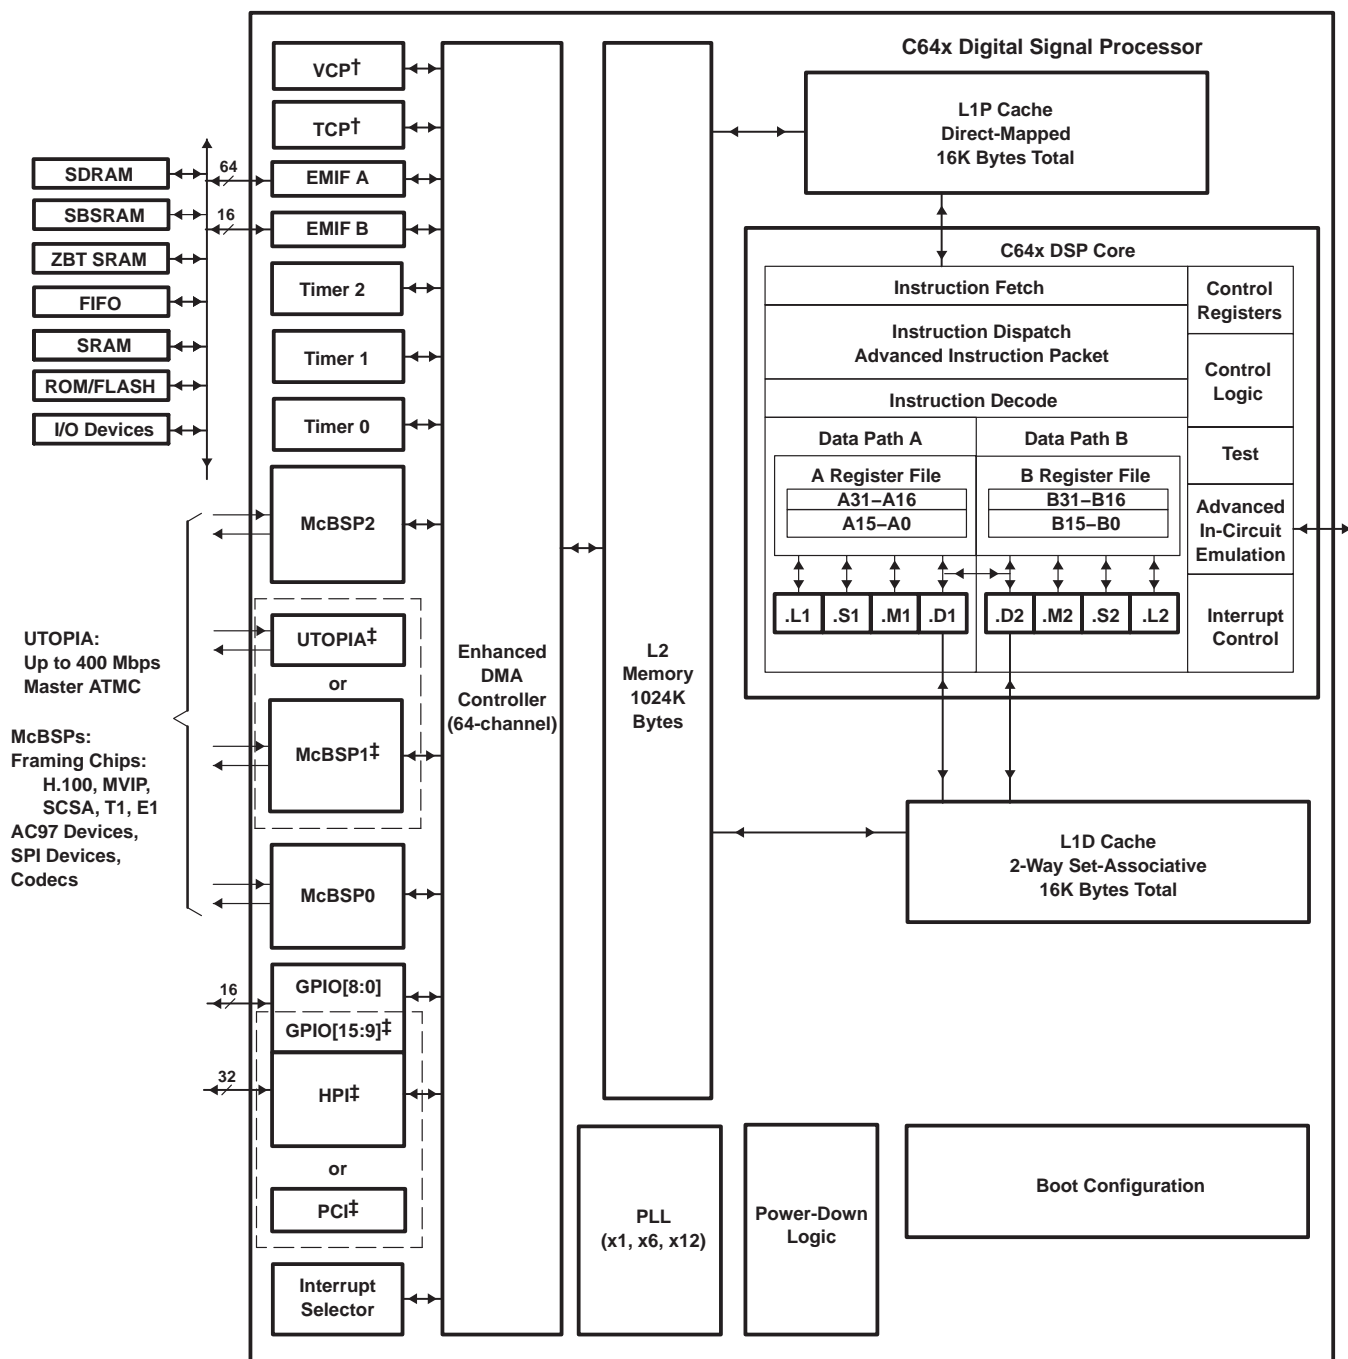 C64x Digital Signal Processor
VCP†
TCP†
EMIF A
EMIF B
Timer 2
Timer 1
Timer 0
McBSP2
UTOPIA‡
or
McBSP1‡
McBSP0
GPIO[8:0]
GPIO[15:9]‡
HPI‡
or
PCI‡
Interrupt
Selector
64
16
16
32
SDRAM
SBSRAM
ZBT SRAM
FIFO
SRAM
ROM/FLASH
I/O Devices
UTOPIA:
Up to 400 Mbps
Master ATMC
McBSPs:
Framing Chips:
H.100, MVIP,
SCSA, T1, E1
AC97 Devices,
SPI Devices,
Codecs
Enhanced
DMA
Controller
(64-channel)
L2
Memory
1024K
Bytes
L1P Cache
Direct-Mapped
16K Bytes Total
C64x DSP Core
Instruction Fetch
Instruction Dispatch
Advanced Instruction Packet
Instruction Decode
Data Path A
Data Path B
A Register File
A31–A16
A15–A0
B Register File
B31–B16
B15–B0
.L1
.S1
.M1
.D1
.D2
.M2
.S2
.L2
Control
Registers
Control
Logic
Test
Advanced
In-Circuit
Emulation
Interrupt
Control
L1D Cache
2-Way Set-Associative
16K Bytes Total
PLL
(x1, x6, x12)
Power-Down
Logic
Boot Configuration